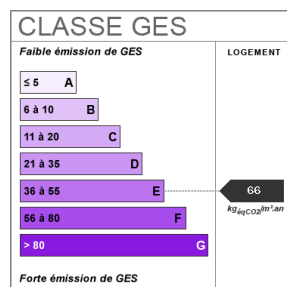 CLASSE GES
Faible émission de GES
LOGEMENT
≤ 5 A
6 à 10 B
11 à 20 C
21 à 35 D
36 à 55 E
66
kgéqCO2/m².an
56 à 80 F
> 80 G
Forte émission de GES